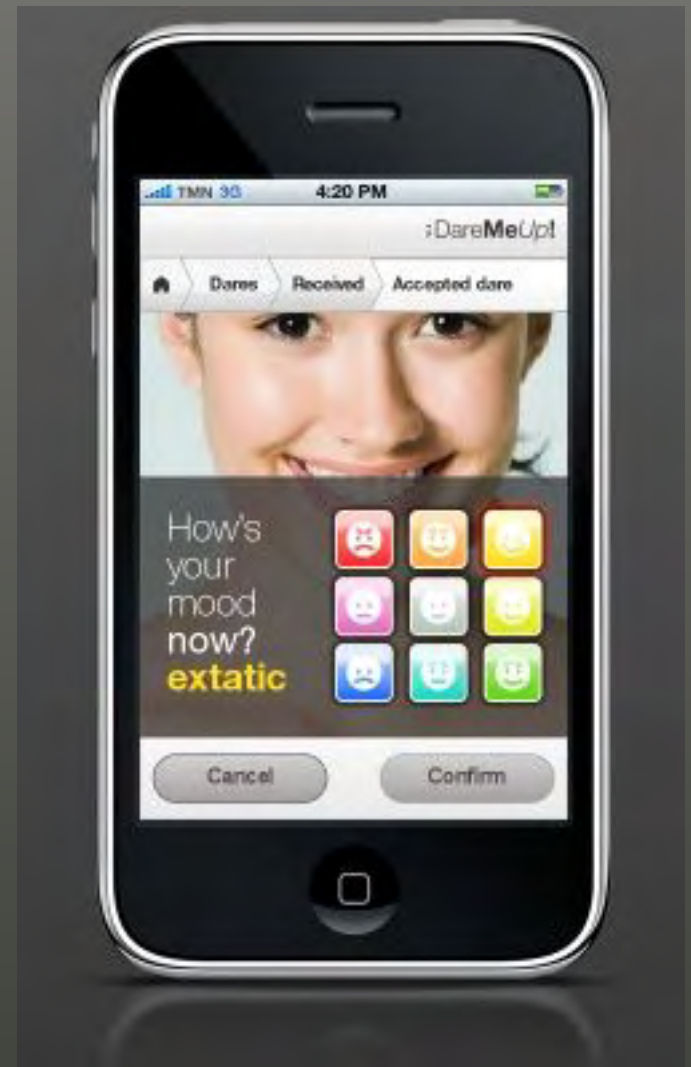 TMN 3G 4:20 PM
:DareMeUp!
Dares Received Accepted dare
How's
your
mood
now?
extatic
Cancel Confirm